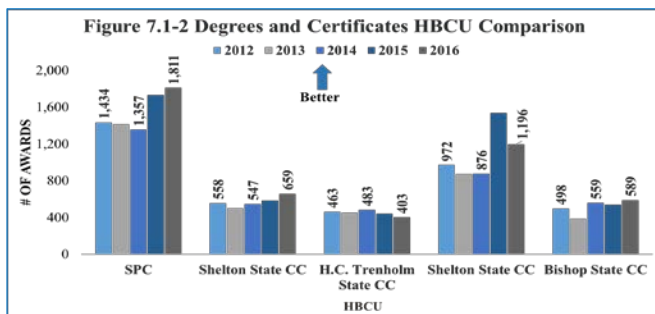 Figure 7.1-2 Degrees and Certificates HBCU Comparison
2012 2013 2014 2015 2016
Better
# OF AWARDS
2,000
1,600
1,200
800
400
0
1,434 1,357 1,811
558 547 659
463 483 403
972 876 1,196
498 559 589
SPC Shelton State CC H.C. Trenholm State CC Shelton State CC Bishop State CC
HBCU